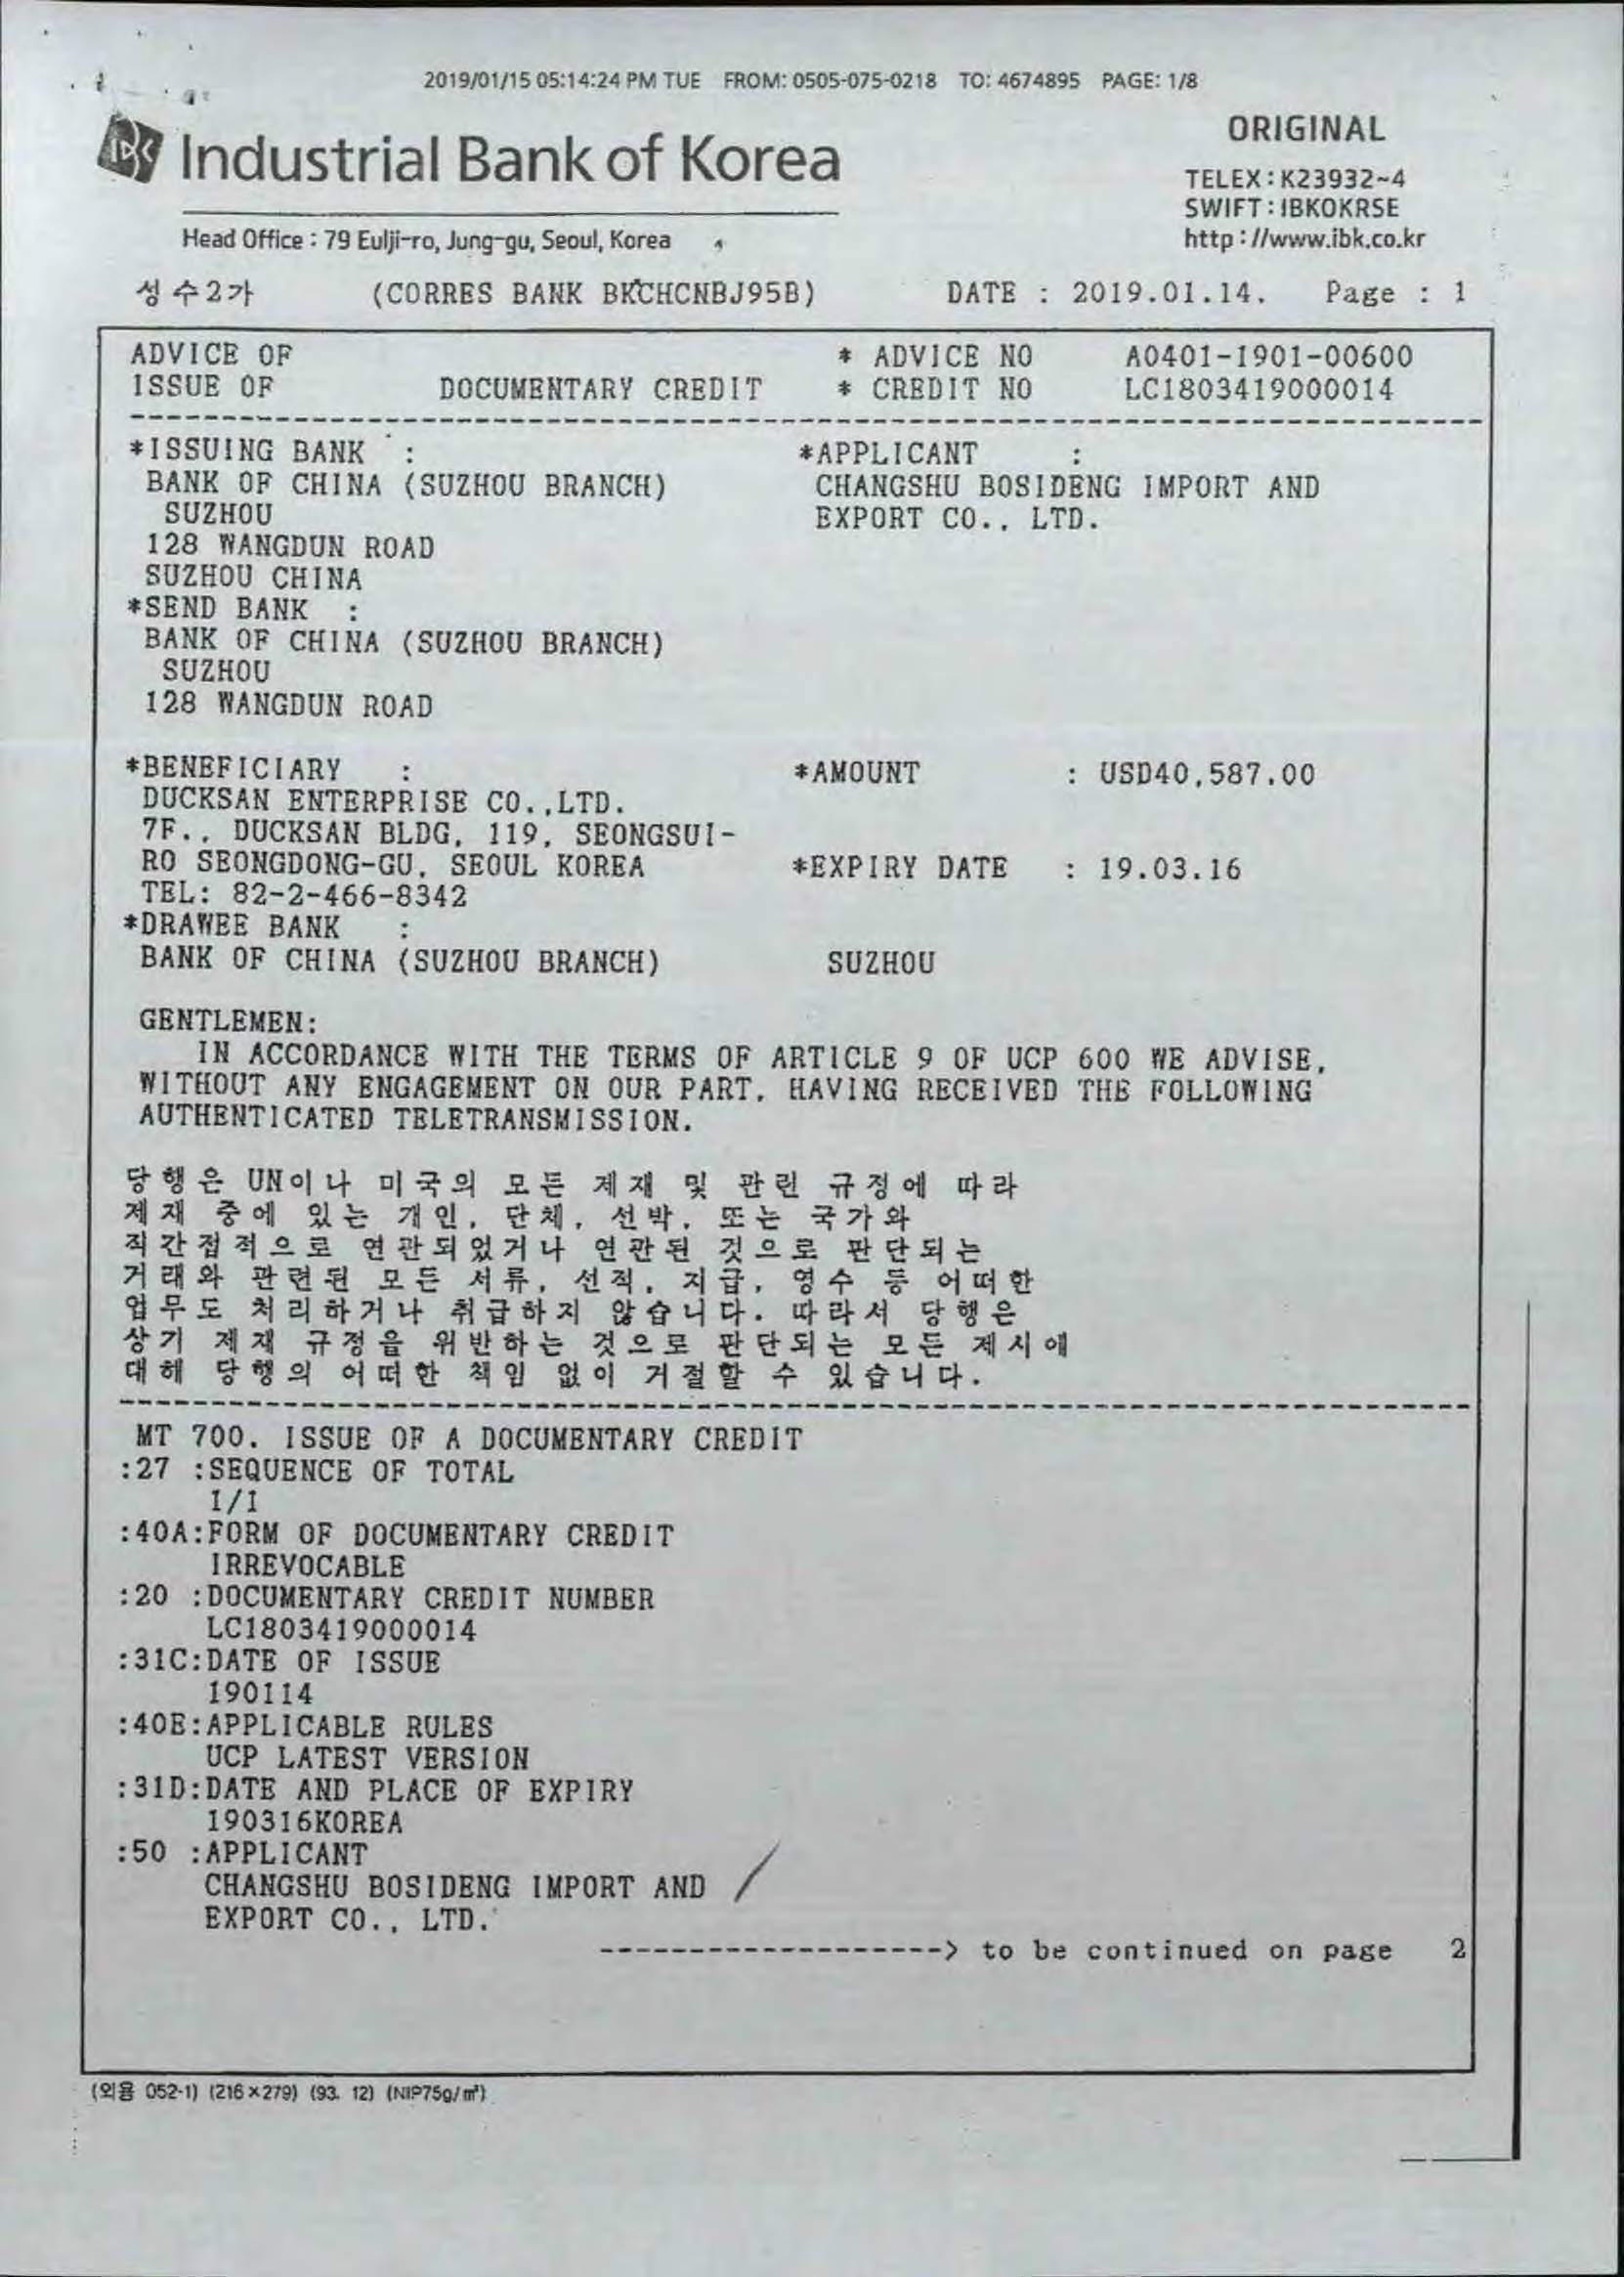 2019/01/15 05:14:24 PM TUE FROM: 0505-075-0218 TO: 4674895 PAGE: 1/8
IBK Industrial Bank of Korea
ORIGINAL
TELEX : K23932~4
SWIFT : IBKOKRSE
Head Office : 79 Eulji-ro, Jung-gu, Seoul, Korea
http : //www.ibk.co.kr
성수2가 (CORRES BANK BKCHCNBJ95B) DATE : 2019.01.14. Page : 1
ADVICE OF * ADVICE NO A0401-1901-00600
ISSUE OF DOCUMENTARY CREDIT * CREDIT NO LC1803419000014
*ISSUING BANK : *APPLICANT :
BANK OF CHINA (SUZHOU BRANCH) CHANGSHU BOSIDENG IMPORT AND
SUZHOU EXPORT CO., LTD.
128 WANGDUN ROAD
SUZHOU CHINA
*SEND BANK :
BANK OF CHINA (SUZHOU BRANCH)
SUZHOU
128 WANGDUN ROAD
*BENEFICIARY : *AMOUNT : USD40,587.00
DUCKSAN ENTERPRISE CO.,LTD.
7F., DUCKSAN BLDG, 119, SEONGSUI-
RO SEONGDONG-GU, SEOUL KOREA *EXPIRY DATE : 19.03.16
TEL: 82-2-466-8342
*DRAWEE BANK :
BANK OF CHINA (SUZHOU BRANCH) SUZHOU
GENTLEMEN:
IN ACCORDANCE WITH THE TERMS OF ARTICLE 9 OF UCP 600 WE ADVISE,
WITHOUT ANY ENGAGEMENT ON OUR PART, HAVING RECEIVED THE FOLLOWING
AUTHENTICATED TELETRANSMISSION.
당행은 UN이나 미국의 모든 제재 및 관련 규정에 따라
제재 중에 있는 개인, 단체, 선박, 또는 국가와
직간접적으로 연관되었거나 연관된 것으로 판단되는
거래와 관련된 모든 서류, 선적, 지급, 영수 등 어떠한
업무도 처리하거나 취급하지 않습니다. 따라서 당행은
상기 제재 규정을 위반하는 것으로 판단되는 모든 제시에
대해 당행의 어떠한 책임 없이 거절할 수 있습니다.
MT 700. ISSUE OF A DOCUMENTARY CREDIT
:27 :SEQUENCE OF TOTAL
1/1
:40A:FORM OF DOCUMENTARY CREDIT
IRREVOCABLE
:20 :DOCUMENTARY CREDIT NUMBER
LC1803419000014
:31C:DATE OF ISSUE
190114
:40E:APPLICABLE RULES
UCP LATEST VERSION
:31D:DATE AND PLACE OF EXPIRY
190316KOREA
:50 :APPLICANT
CHANGSHU BOSIDENG IMPORT AND
EXPORT CO., LTD.
-------------------> to be continued on page 2
(외용 052-1) (216×279) (93. 12) (NIP75g/㎡)